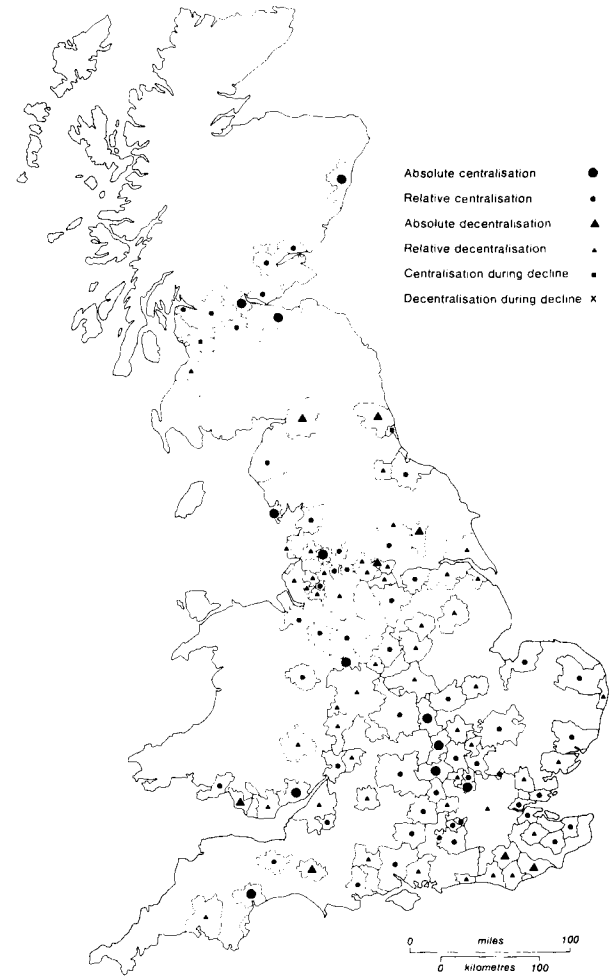 Absolute centralisation
Relative centralisation
Absolute decentralisation
Relative decentralisation
Centralisation during decline
Decentralisation during decline
0 miles 100
0 kilometres 100